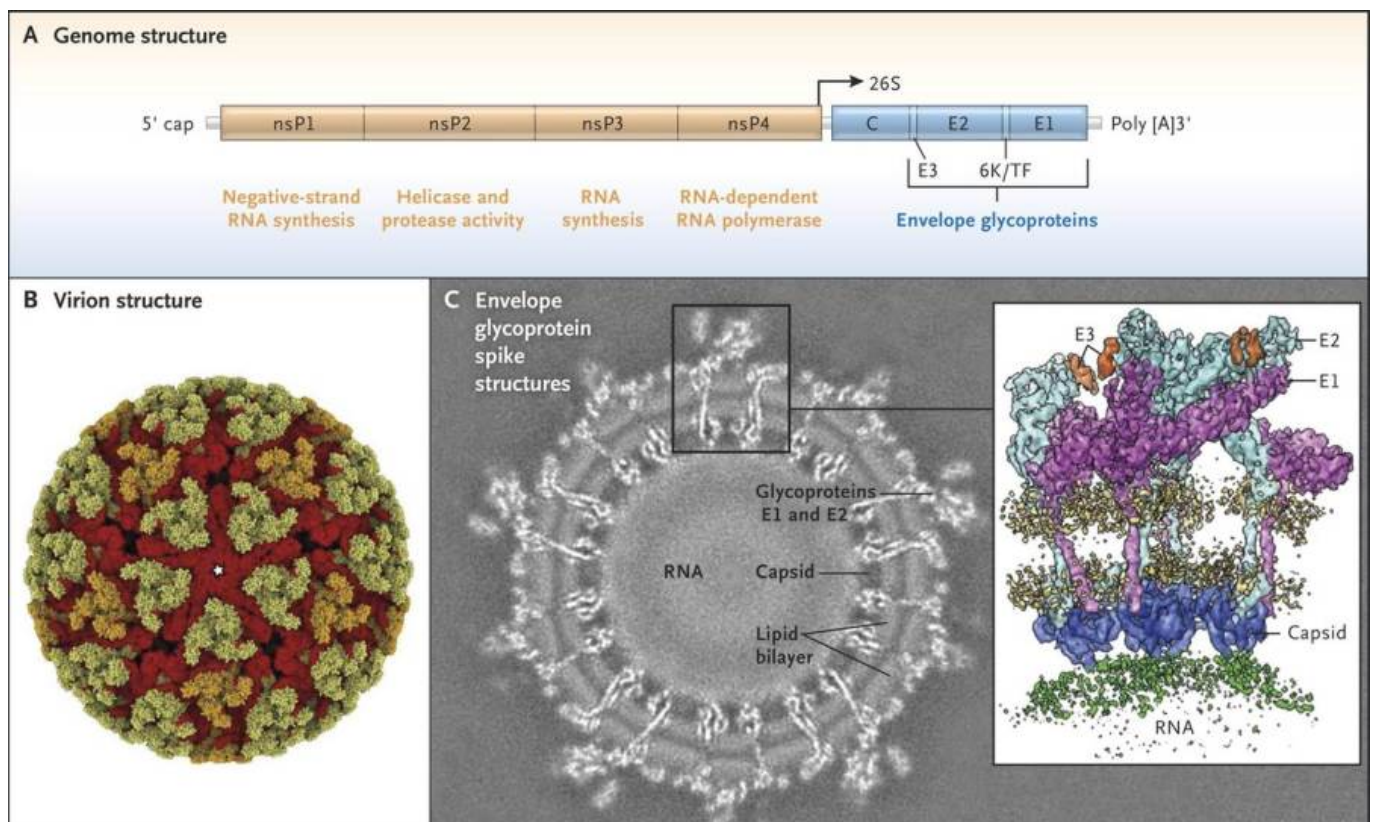 A Genome structure
26S
5' cap
nsP1
nsP2
nsP3
nsP4
C
E2
E1
Poly [A]3'
E3
6K/TF
Negative-strand
RNA synthesis
Helicase and
protease activity
RNA
synthesis
RNA-dependent
RNA polymerase
Envelope glycoproteins
B Virion structure
C Envelope
glycoprotein
spike
structures
Glycoproteins
E1 and E2
RNA
Capsid
Lipid
bilayer
E3
E2
E1
Capsid
RNA